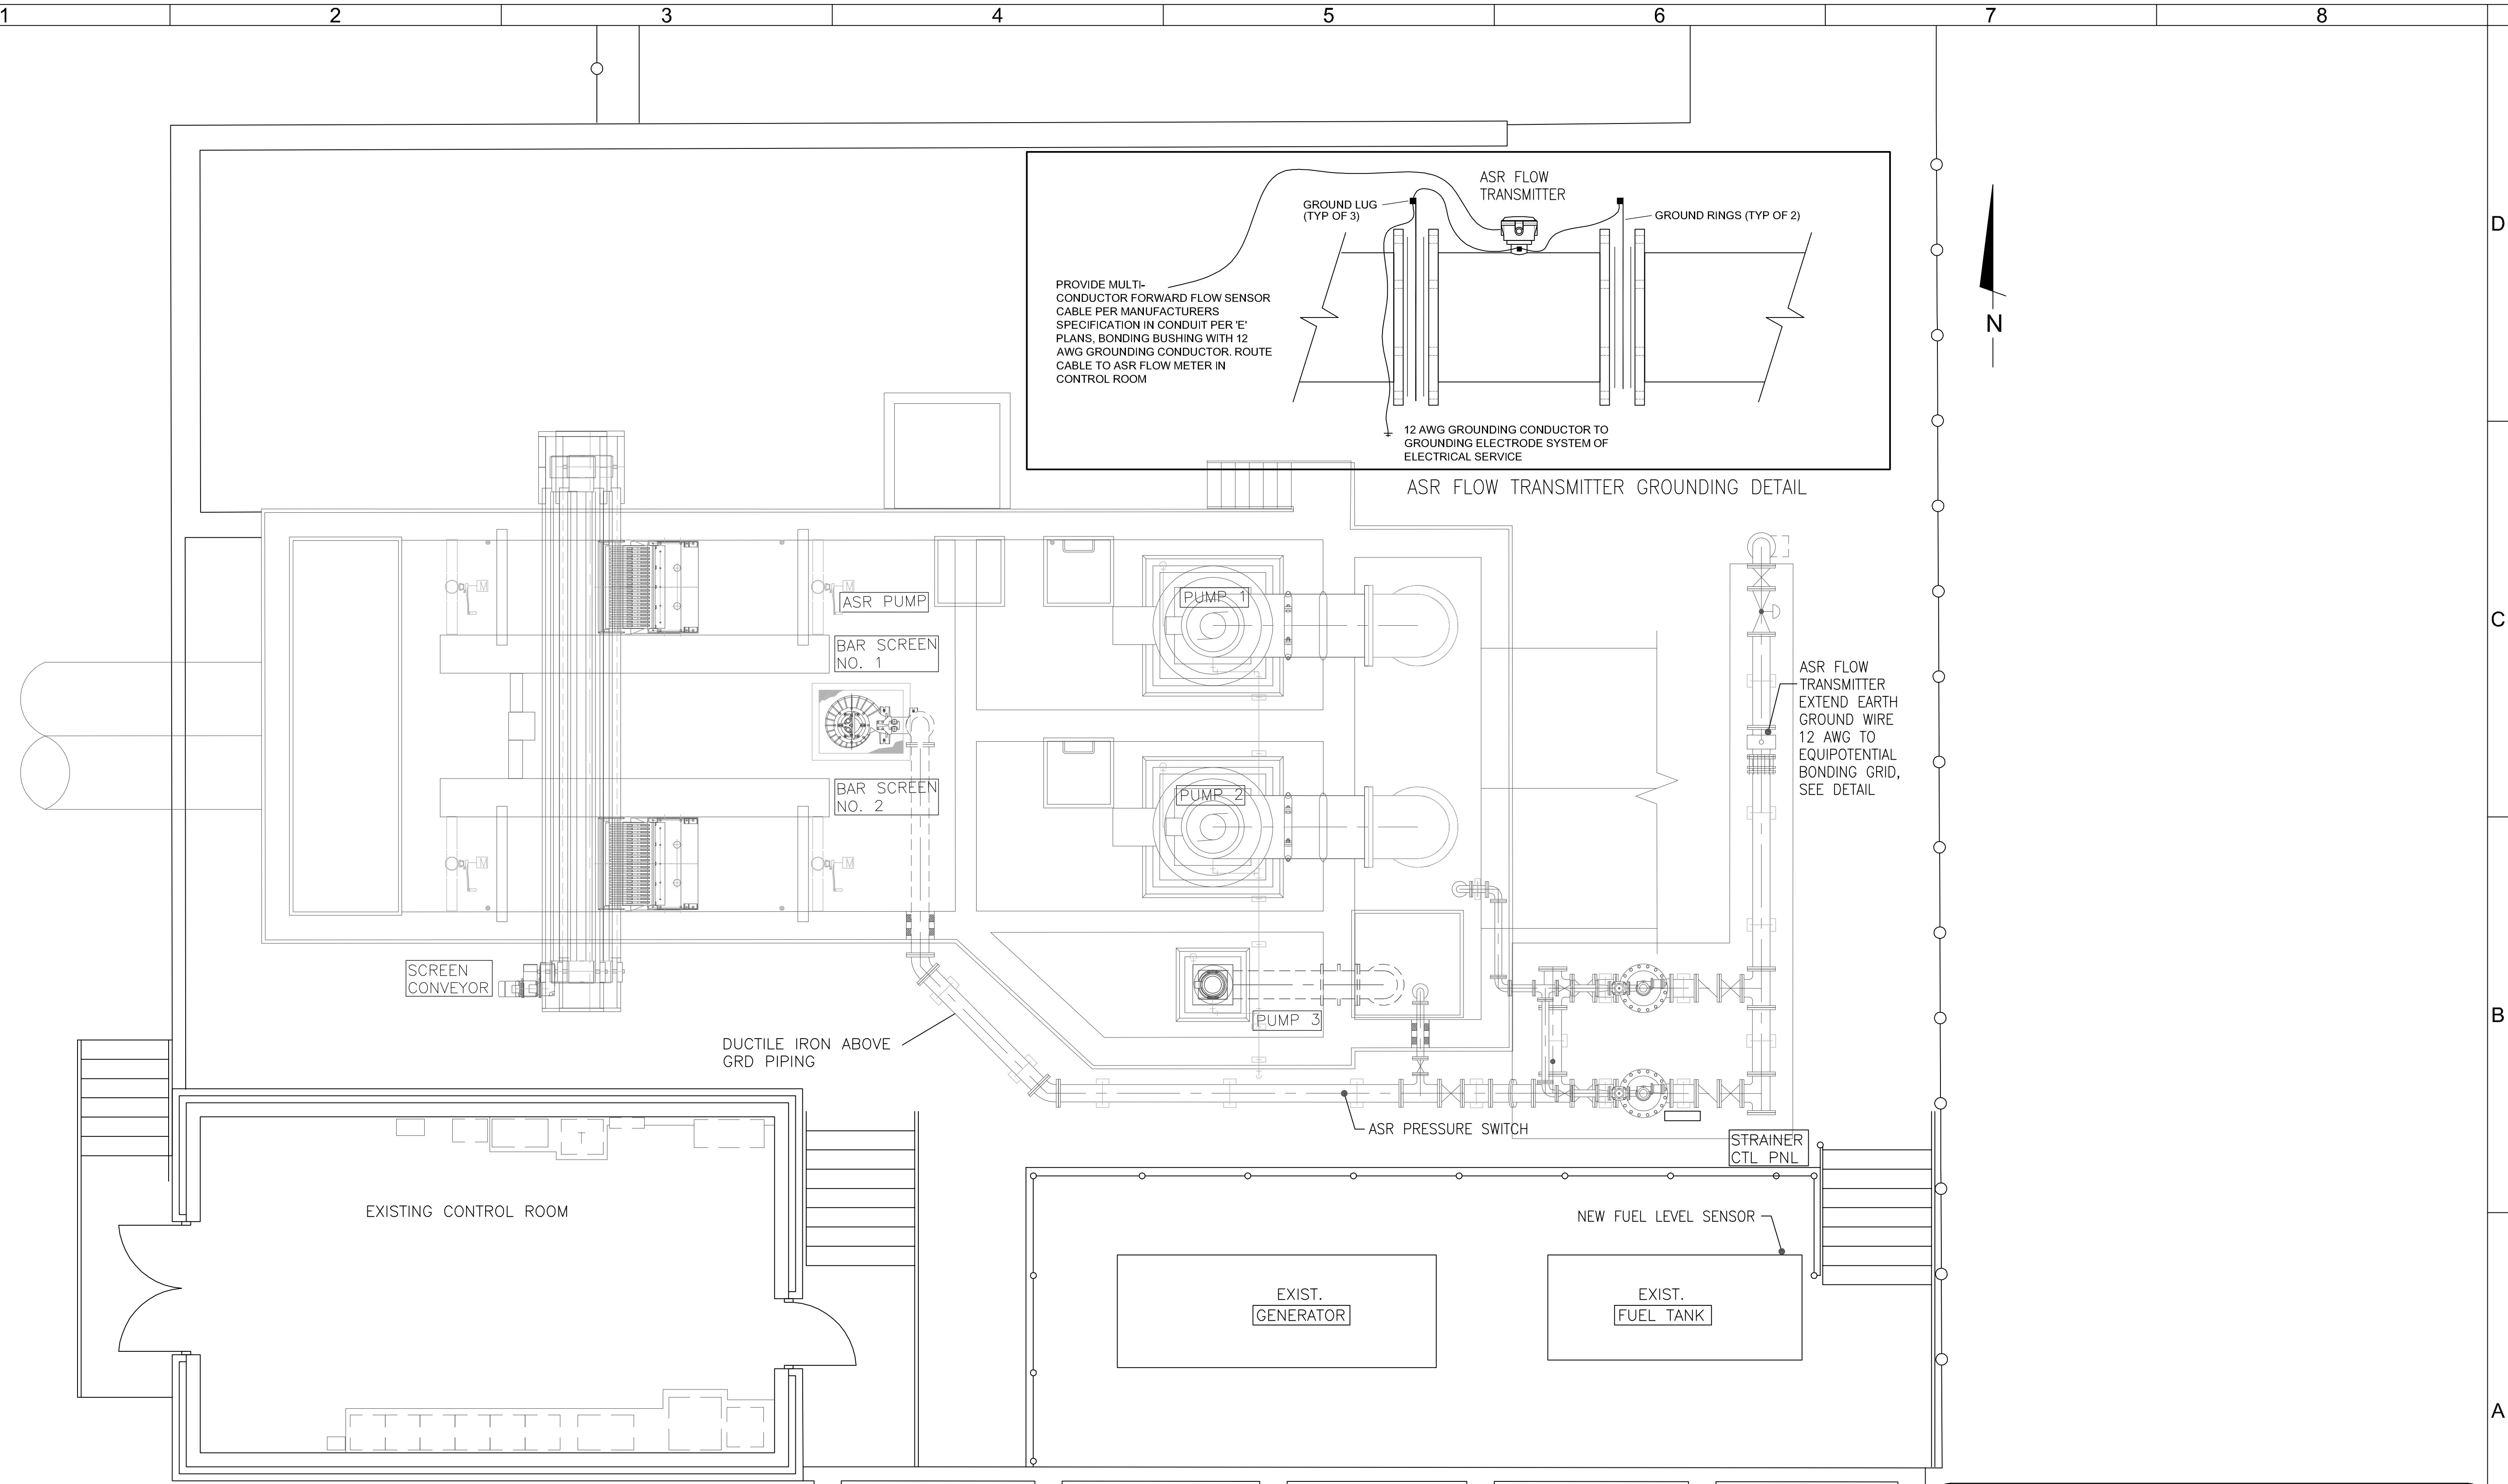 1
2
3
4
5
6
7
8
D
C
B
A
N
ASR FLOW
TRANSMITTER
GROUND LUG
(TYP OF 3)
GROUND RINGS (TYP OF 2)
PROVIDE MULTI-
CONDUCTOR FORWARD FLOW SENSOR
CABLE PER MANUFACTURERS
SPECIFICATION IN CONDUIT PER 'E'
PLANS, BONDING BUSHING WITH 12
AWG GROUNDING CONDUCTOR. ROUTE
CABLE TO ASR FLOW METER IN
CONTROL ROOM
12 AWG GROUNDING CONDUCTOR TO
GROUNDING ELECTRODE SYSTEM OF
ELECTRICAL SERVICE
ASR FLOW TRANSMITTER GROUNDING DETAIL
M
M
ASR PUMP
PUMP 1
BAR SCREEN
NO. 1
ASR FLOW
TRANSMITTER
EXTEND EARTH
GROUND WIRE
12 AWG TO
EQUIPOTENTIAL
BONDING GRID,
SEE DETAIL
BAR SCREEN
NO. 2
PUMP 2
M
M
SCREEN
CONVEYOR
PUMP 3
DUCTILE IRON ABOVE
GRD PIPING
ASR PRESSURE SWITCH
STRAINER
CTL PNL
T
EXISTING CONTROL ROOM
NEW FUEL LEVEL SENSOR
EXIST.
GENERATOR
EXIST.
FUEL TANK